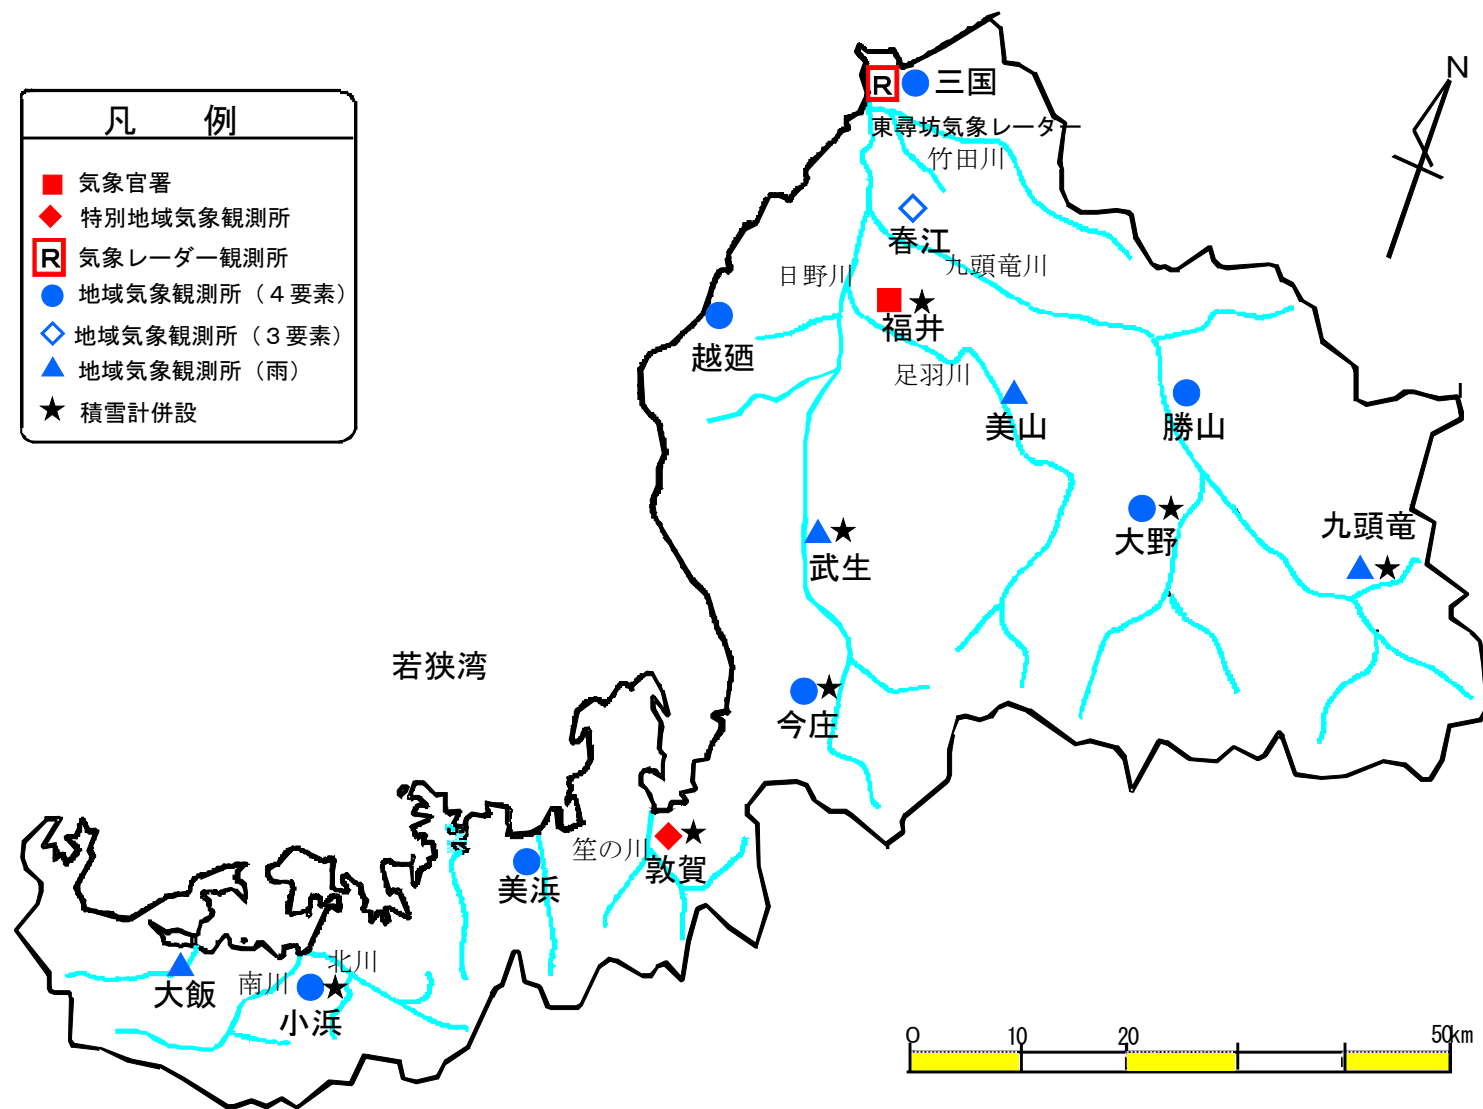 凡 例
気象官署
特別地域気象観測所
R 気象レーダー観測所
地域気象観測所（４要素）
地域気象観測所（３要素）
地域気象観測所（雨）
積雪計併設
N
R 三国
東尋坊気象レーダー
竹田川
春江
九頭竜川
日野川
福井
越廼
足羽川
美山
勝山
大野
九頭竜
武生
若狭湾
今庄
笙の川
敦賀
美浜
北川
南川
大飯
小浜
0 10 20 50km